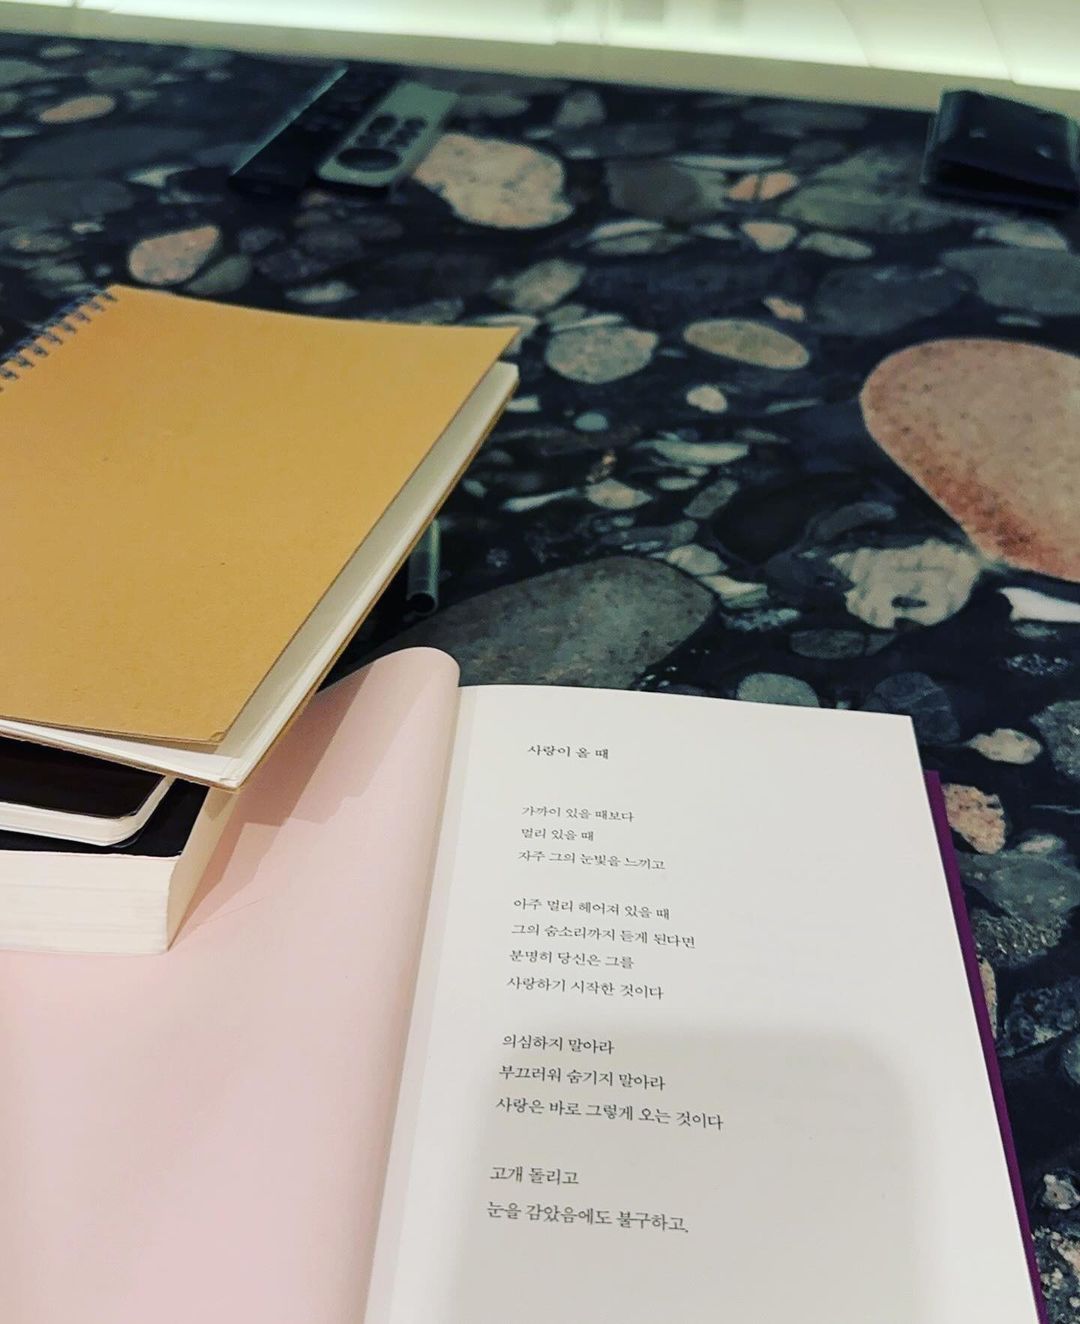 사랑이 올 때
가까이 있을 때보다
멀리 있을 때
자주 그의 눈빛을 느끼고
아주 멀리 헤어져 있을 때
그의 숨소리까지 듣게 된다면
분명히 당신은 그를
사랑하기 시작한 것이다
의심하지 말아라
부끄러워 숨기지 말아라
사랑은 바로 그렇게 오는 것이다
고개 돌리고
눈을 감았음에도 불구하고.